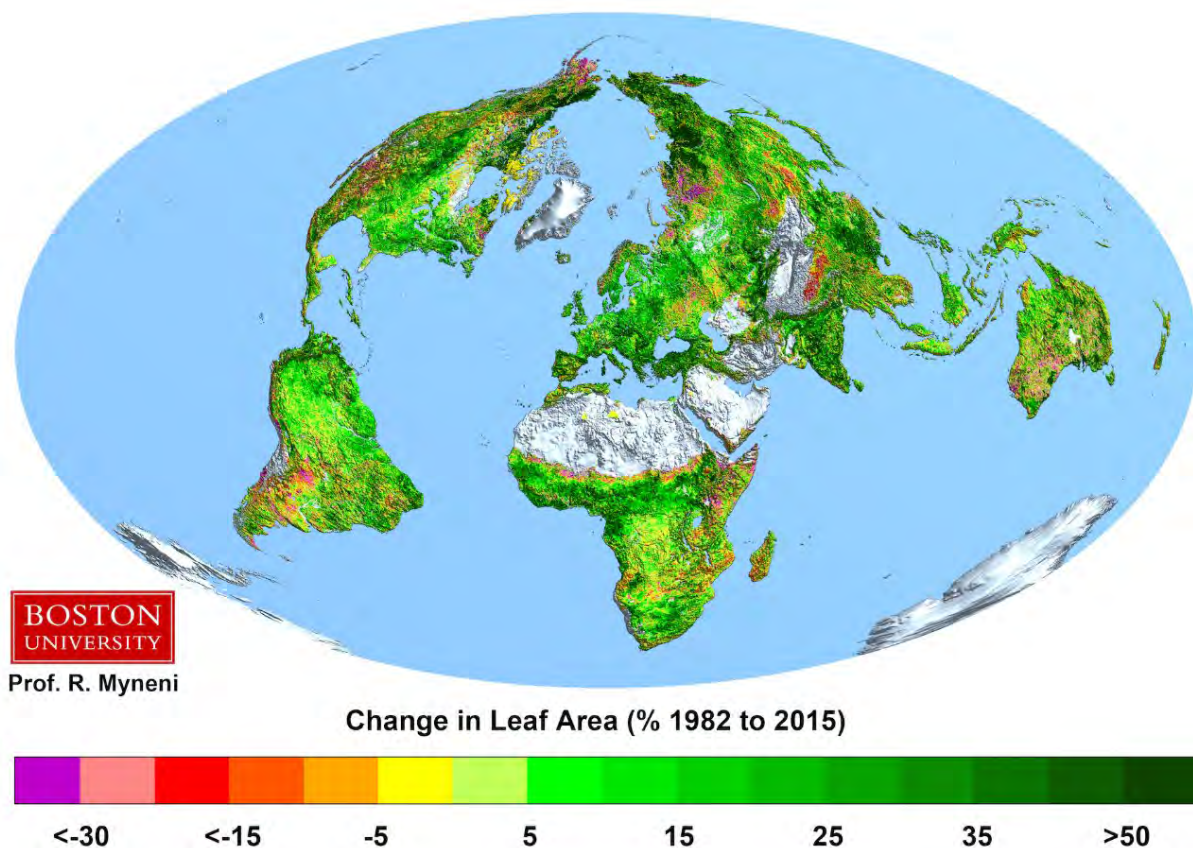 BOSTON
UNIVERSITY
Prof. R. Myneni
Change in Leaf Area (% 1982 to 2015)
<-30 <-15 -5 5 15 25 35 >50